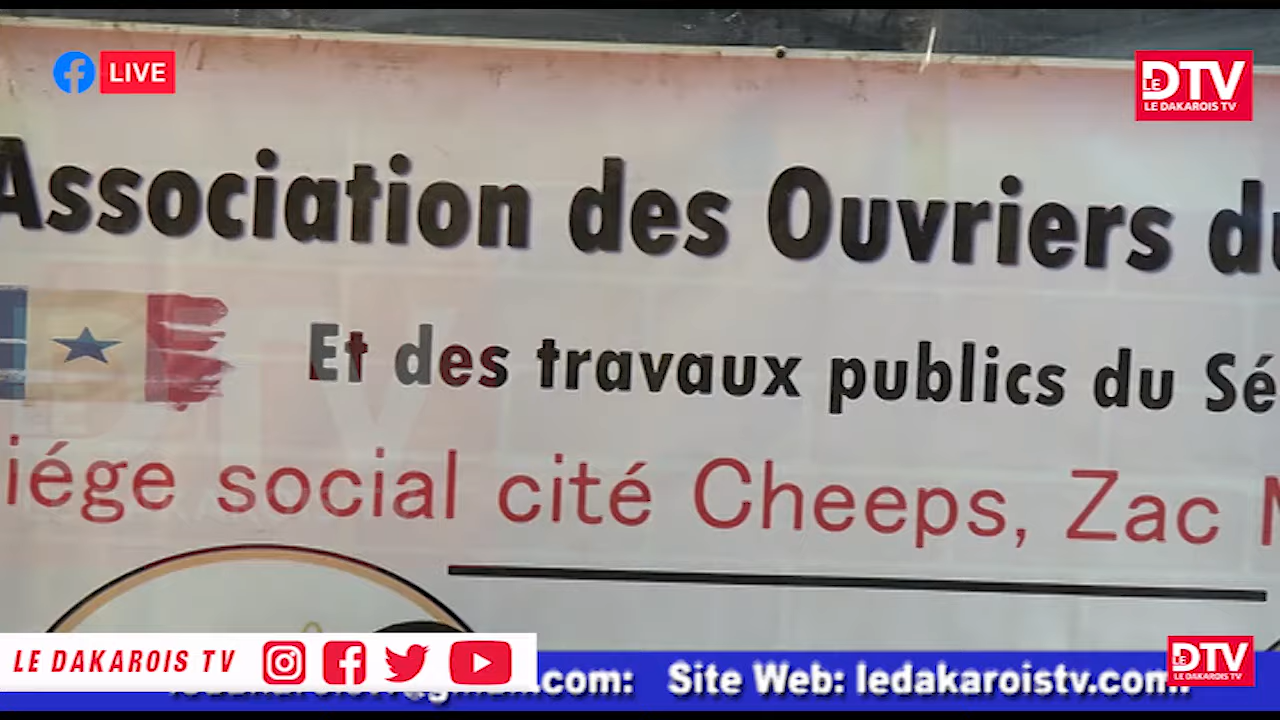 LIVE
LE DTV
LE DAKAROIS TV
Association des Ouvriers du
Et des travaux publics du Sé
iége social cité Cheeps, Zac
LE DAKAROIS TV
Site Web: ledakaroistv.com
LE DTV
LE DAKAROIS TV